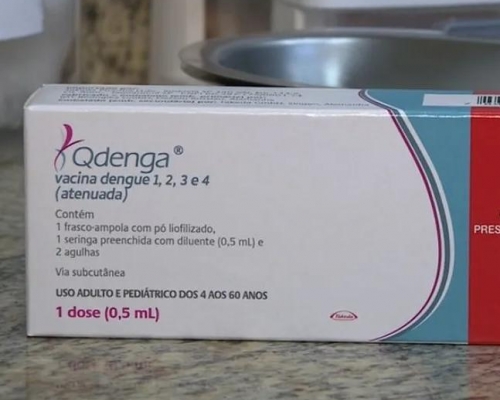 Qdenga®
vacina dengue 1, 2, 3 e 4
(atenuada)
Contém
1 frasco-ampola com pó liofilizado,
1 seringa preenchida com diluente (0,5 mL) e
2 agulhas
Via subcutânea
USO ADULTO E PEDIÁTRICO DOS 4 AOS 60 ANOS
1 dose (0,5 mL)
Takeda
PRES